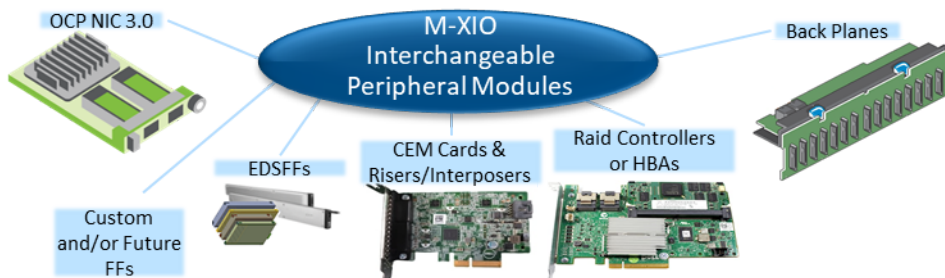 OCP NIC 3.0
M-XIO
Interchangeable
Peripheral Modules
Back Planes
EDSFFs
CEM Cards &
Risers/Interposers
Raid Controllers
or HBAs
Custom
and/or Future
FFs